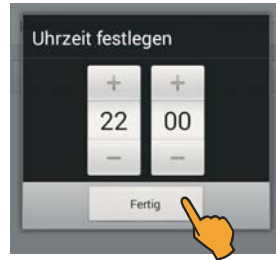 Uhrzeit festlegen
+ +
22 00
— —
Fertig